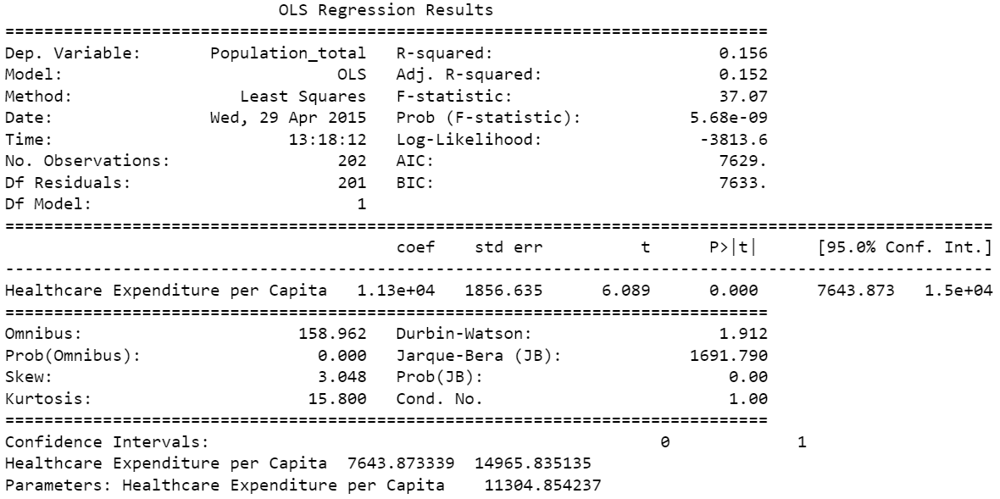 OLS Regression Results
==============================================================================
Dep. Variable:       Population_total   R-squared:                       0.156
Model:                            OLS   Adj. R-squared:                  0.152
Method:                 Least Squares   F-statistic:                     37.07
Date:                Wed, 29 Apr 2015   Prob (F-statistic):           5.68e-09
Time:                        13:18:12   Log-Likelihood:                -3813.6
No. Observations:                 202   AIC:                             7629.
Df Residuals:                     201   BIC:                             7633.
Df Model:                           1
=====================================================================================================
                                        coef    std err          t      P>|t|      [95.0% Conf. Int.]
-----------------------------------------------------------------------------------------------------
Healthcare Expenditure per Capita   1.13e+04   1856.635      6.089      0.000      7643.873   1.5e+04
==============================================================================
Omnibus:                      158.962   Durbin-Watson:                   1.912
Prob(Omnibus):                  0.000   Jarque-Bera (JB):             1691.790
Skew:                           3.048   Prob(JB):                         0.00
Kurtosis:                      15.800   Cond. No.                         1.00
==============================================================================
Confidence Intervals:                                              0             1
Healthcare Expenditure per Capita  7643.873339  14965.835135
Parameters: Healthcare Expenditure per Capita    11304.854237